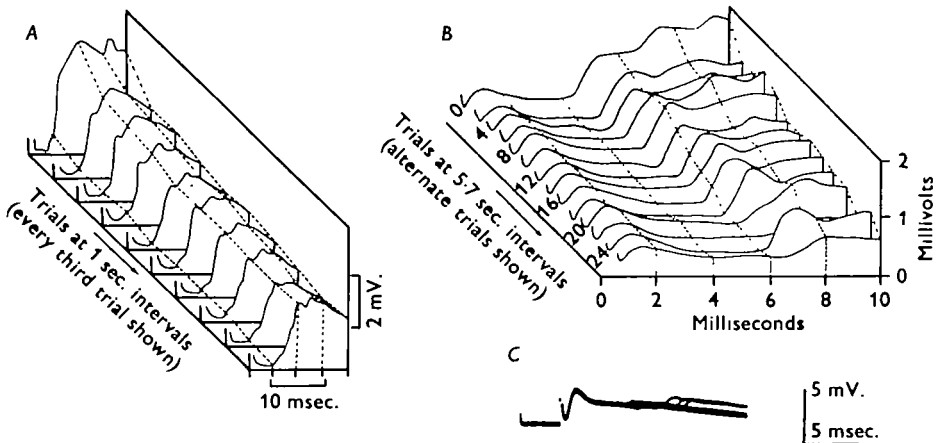 A
Trials at 1 sec. intervals
(every third trial shown)
2 mV.
10 msec.
B
0
4
8
12
16
20
24
Trials at 5·7 sec. intervals
(alternate trials shown)
2
1
0
Millivolts
0 2 4 6 8 10
Milliseconds
C
5 mV.
5 msec.